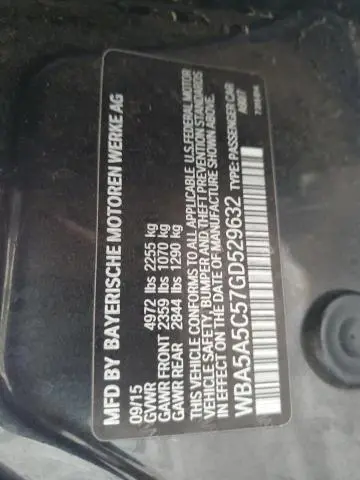 MFD BY BAYERISCHE MOTOREN WERKE AG
09/15
GVWR 4972 lbs 2255 kg
GAWR FRONT 2359 lbs 1070 kg
GAWR REAR 2844 lbs 1290 kg
THIS VEHICLE CONFORMS TO ALL APPLICABLE U.S.FEDERAL MOTOR
VEHICLE SAFETY, BUMPER AND THEFT PREVENTION STANDARDS
IN EFFECT ON THE DATE OF MANUFACTURE SHOWN ABOVE.
WBA5A5C57GD529632 TYPE: PASSENGER CAR